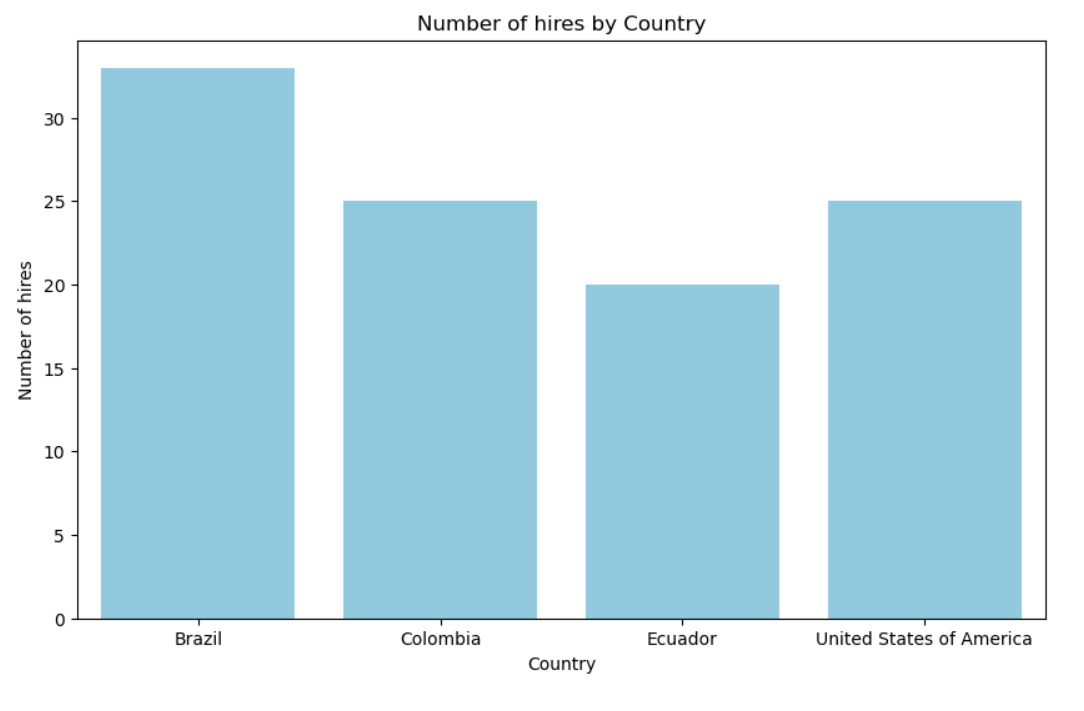 Number of hires by Country
Number of hires
30
25
20
15
10
5
0
Brazil Colombia Ecuador United States of America
Country